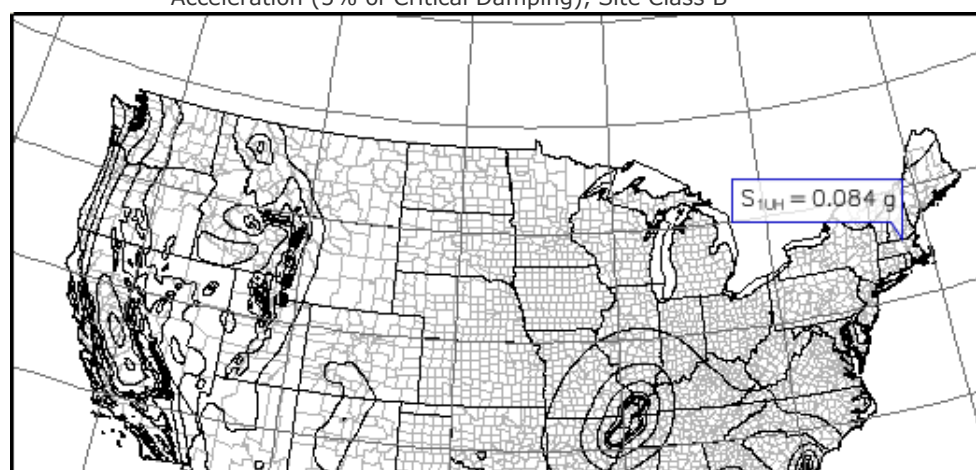 Acceleration (5% of Critical Damping), Site Class B
S1UH = 0.084 g